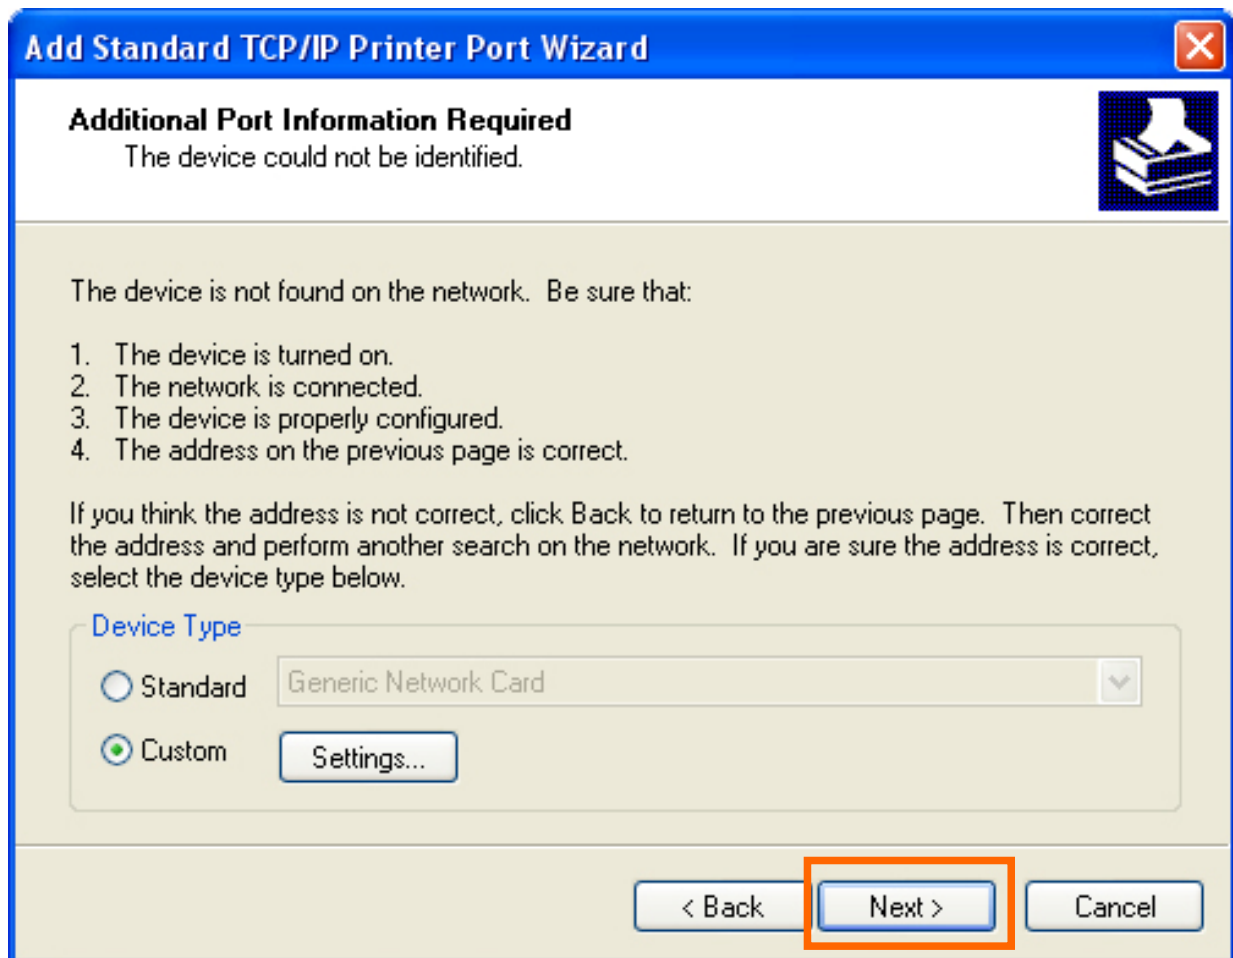 Add Standard TCP/IP Printer Port Wizard
Additional Port Information Required
The device could not be identified.
The device is not found on the network.  Be sure that:
1.  The device is turned on.
2.  The network is connected.
3.  The device is properly configured.
4.  The address on the previous page is correct.
If you think the address is not correct, click Back to return to the previous page.  Then correct
the address and perform another search on the network.  If you are sure the address is correct,
select the device type below.
Device Type
Standard Generic Network Card
Custom Settings...
< Back Next > Cancel